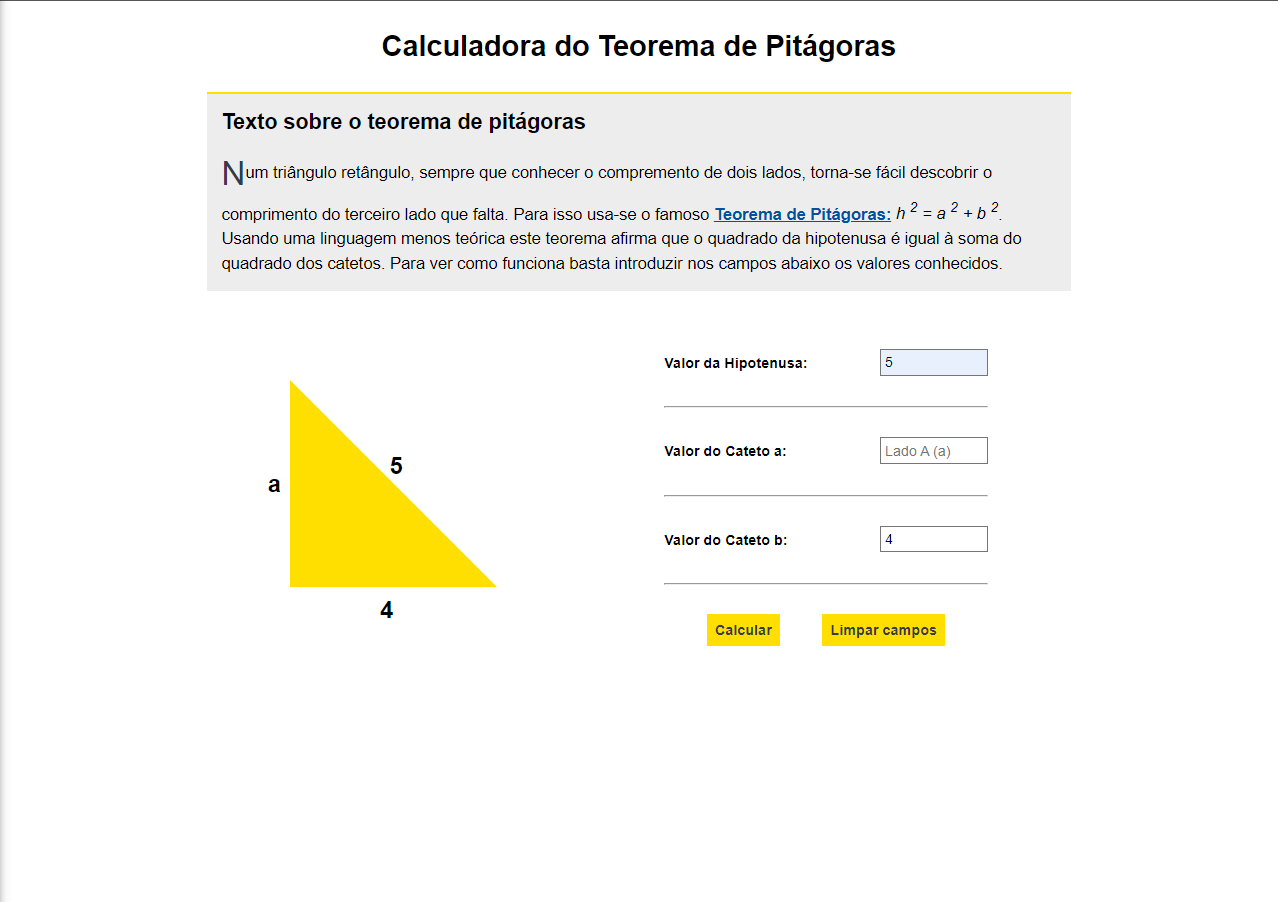 Calculadora do Teorema de Pitágoras
Texto sobre o teorema de pitágoras
Num triângulo retângulo, sempre que conhecer o compremento de dois lados, torna-se fácil descobrir o
comprimento do terceiro lado que falta. Para isso usa-se o famoso Teorema de Pitágoras: h ² = a ² + b ².
Usando uma linguagem menos teórica este teorema afirma que o quadrado da hipotenusa é igual à soma do
quadrado dos catetos. Para ver como funciona basta introduzir nos campos abaixo os valores conhecidos.
a
5
4
Valor da Hipotenusa: 5
Valor do Cateto a: Lado A (a)
Valor do Cateto b: 4
Calcular Limpar campos